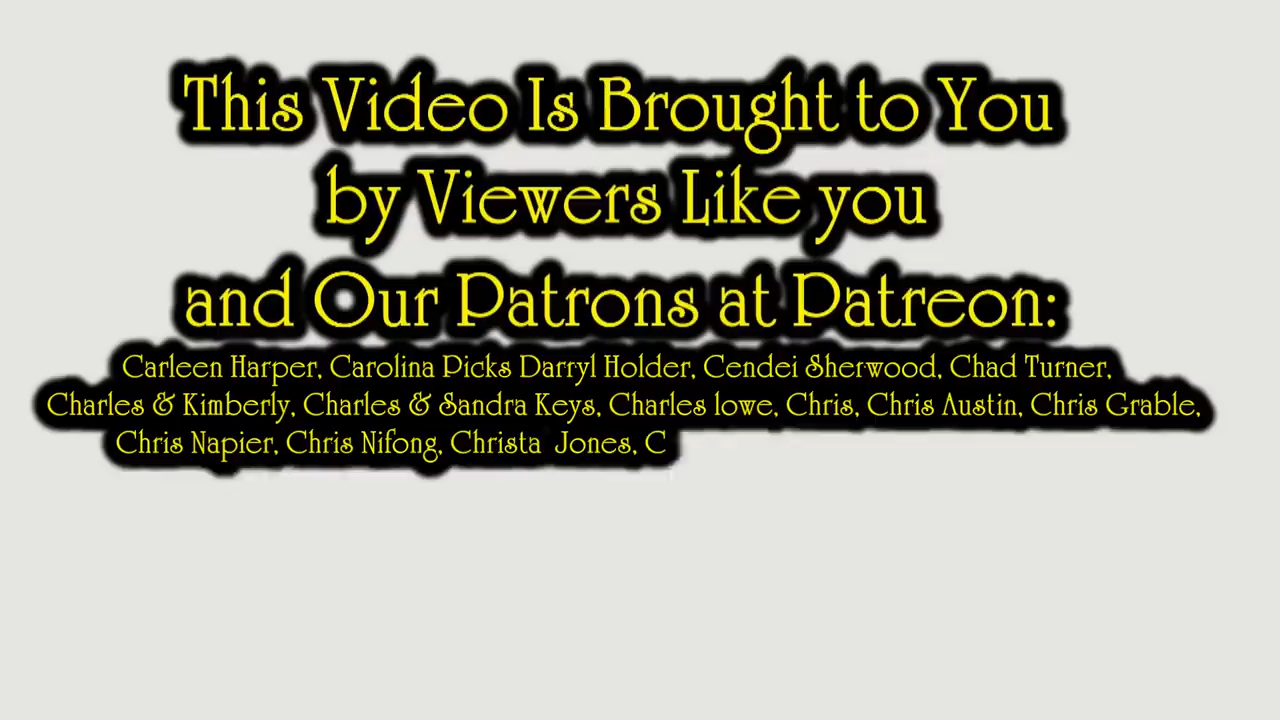 This Video Is Brought to You
by Viewers Like you
and Our Patrons at Patreon:
Carleen Harper, Carolina Picks Darryl Holder, Cendei Sherwood, Chad Turner,
Charles & Kimberly, Charles & Sandra Keys, Charles lowe, Chris, Chris Austin, Chris Grable,
Chris Napier, Chris Nifong, Christa  Jones, C